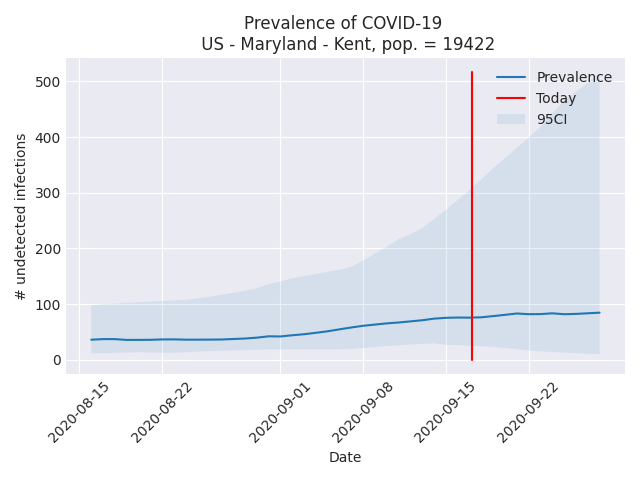 Prevalence of COVID-19
US - Maryland - Kent, pop. = 19422
# undetected infections
500
400
300
200
100
0
Prevalence
Today
95CI
2020-08-15
2020-08-22
2020-09-01
2020-09-08
2020-09-15
2020-09-22
Date